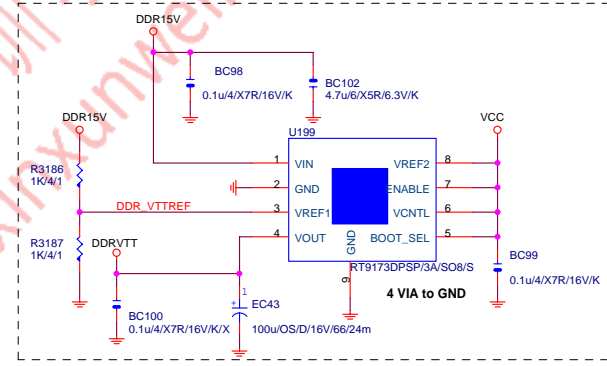 DDR15V
BC98
0.1u/4/X7R/16V/K
BC102
4.7u/6/X5R/6.3V/K
DDR15V
VCC
U199
R3186
1K/4/1
1
VIN
VREF2
8
2
GND
ENABLE
7
DDR_VTTREF
3
VREF1
VCNTL
6
4
VOUT
BOOT_SEL
5
GND
9
R3187
1K/4/1
DDRVTT
RT9173DPSP/3A/SO8/S
BC99
0.1u/4/X7R/16V/K
4 VIA to GND
1
+
EC43
100u/OS/D/16V/66/24m
BC100
0.1u/4/X7R/16V/K/X